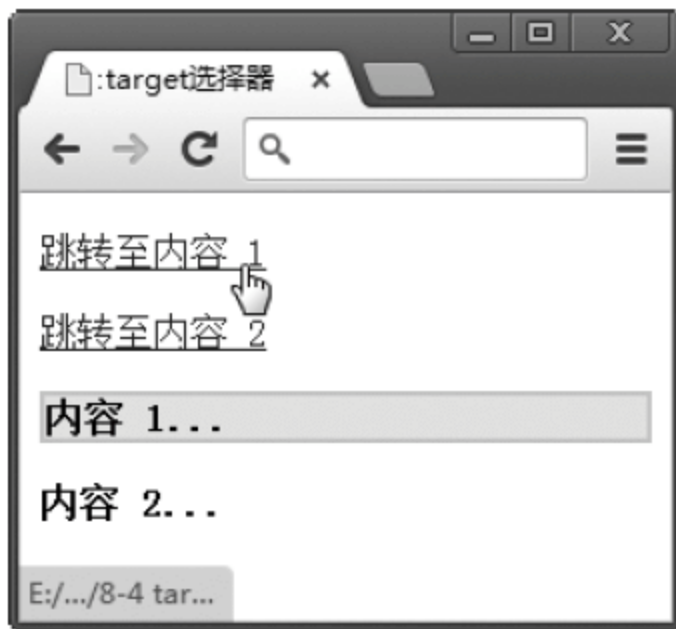 :target选择器
跳转至内容 1
跳转至内容 2
内容 1...
内容 2...
E:/.../8-4 tar...